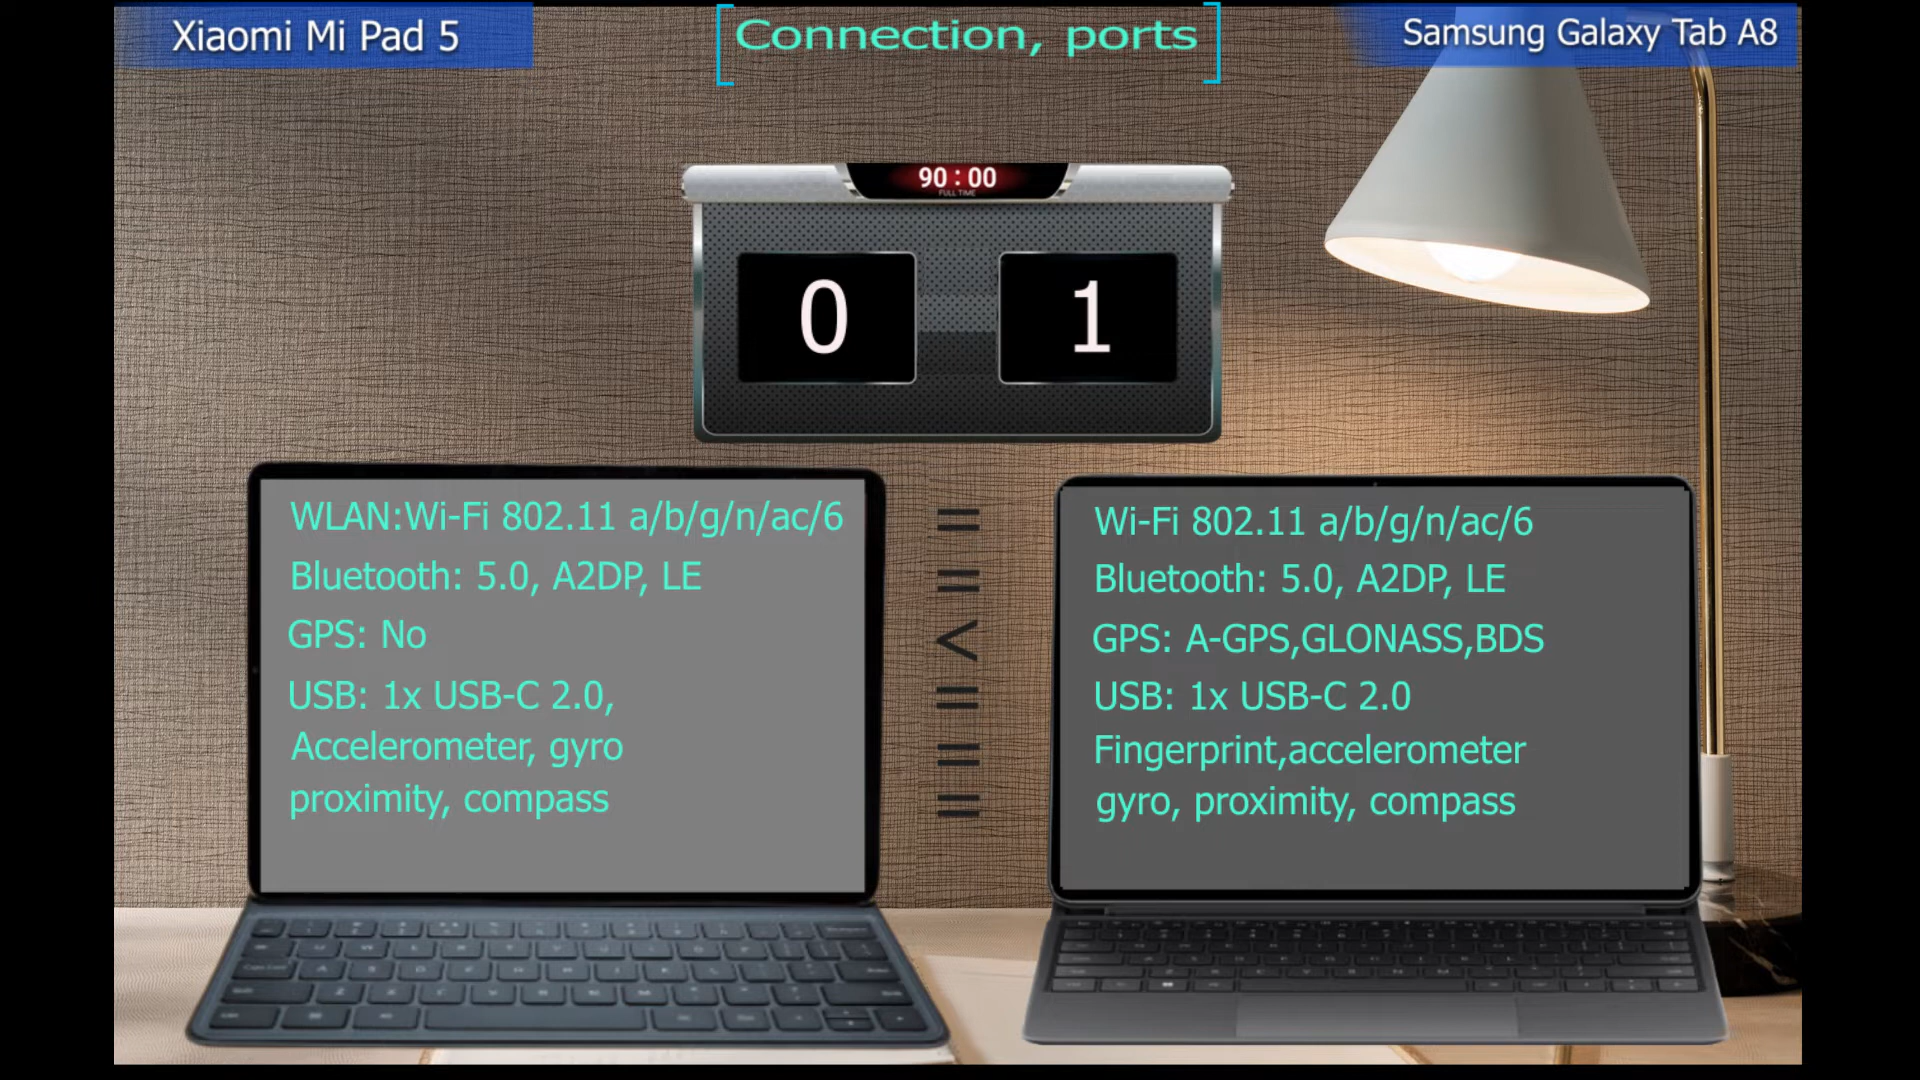 Xiaomi Mi Pad 5
Connection, ports
Samsung Galaxy Tab A8
90:00
FULL TIME
0
1
WLAN:Wi-Fi 802.11 a/b/g/n/ac/6
Bluetooth: 5.0, A2DP, LE
GPS: No
USB: 1x USB-C 2.0,
Accelerometer, gyro
proximity, compass
=
=
<
=
=
=
Wi-Fi 802.11 a/b/g/n/ac/6
Bluetooth: 5.0, A2DP, LE
GPS: A-GPS,GLONASS,BDS
USB: 1x USB-C 2.0
Fingerprint,accelerometer
gyro, proximity, compass